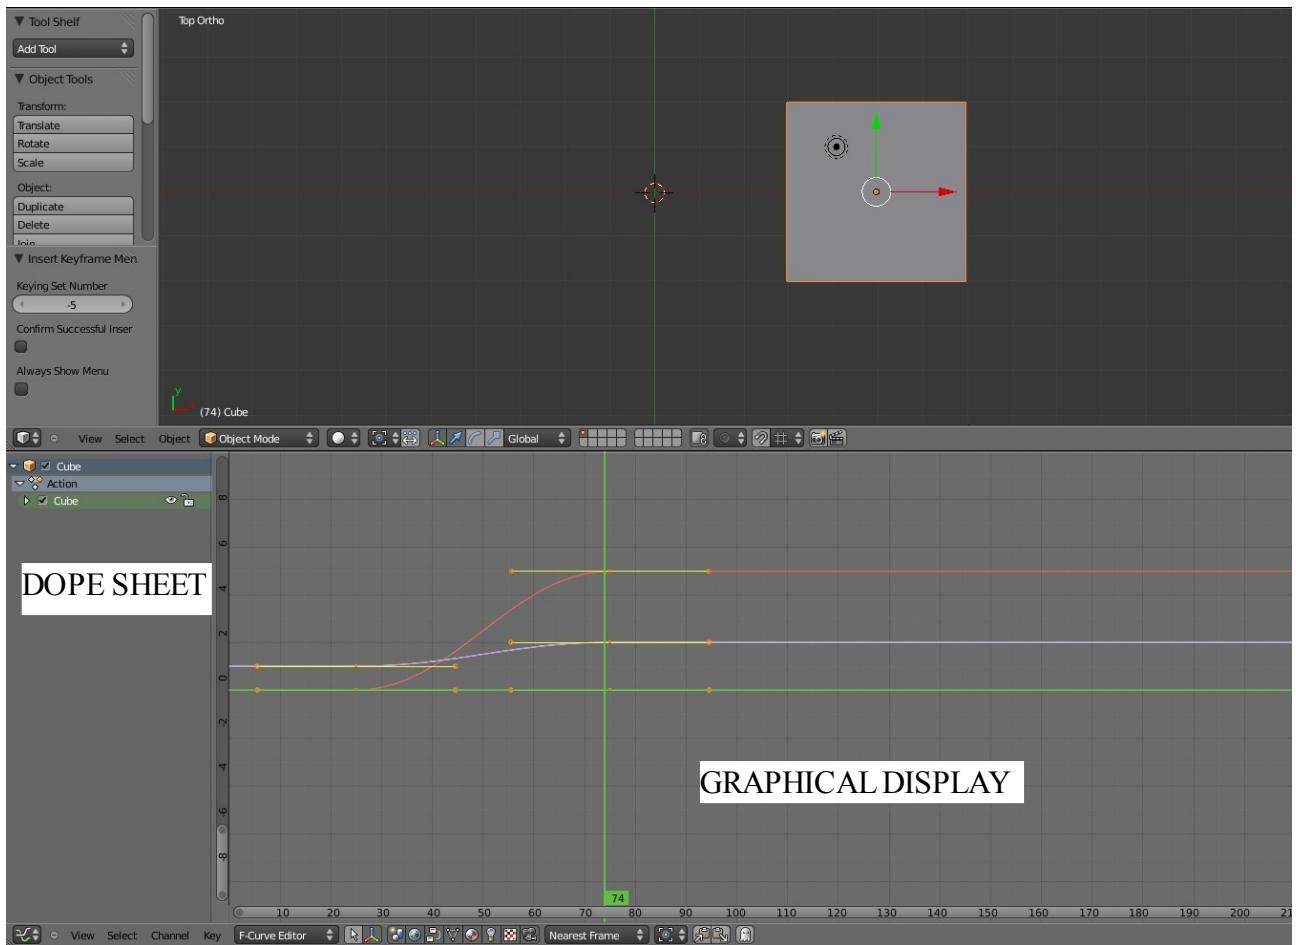 Tool Shelf
Add Tool
Object Tools
Transform:
Translate
Rotate
Scale
Object:
Duplicate
Delete
Join
Insert Keyframe Men
Keying Set Number
-5
Confirm Successful Inser
Always Show Menu
Top Ortho
y
(74) Cube
View Select Object Object Mode Global
Cube
Action
Cube
DOPE SHEET
8
6
4
2
0
-2
-4
-6
-8
GRAPHICAL DISPLAY
74
10 20 30 40 50 60 70 80 90 100 110 120 130 140 150 160 170 180 190 200 21
View Select Channel Key F-Curve Editor Nearest Frame